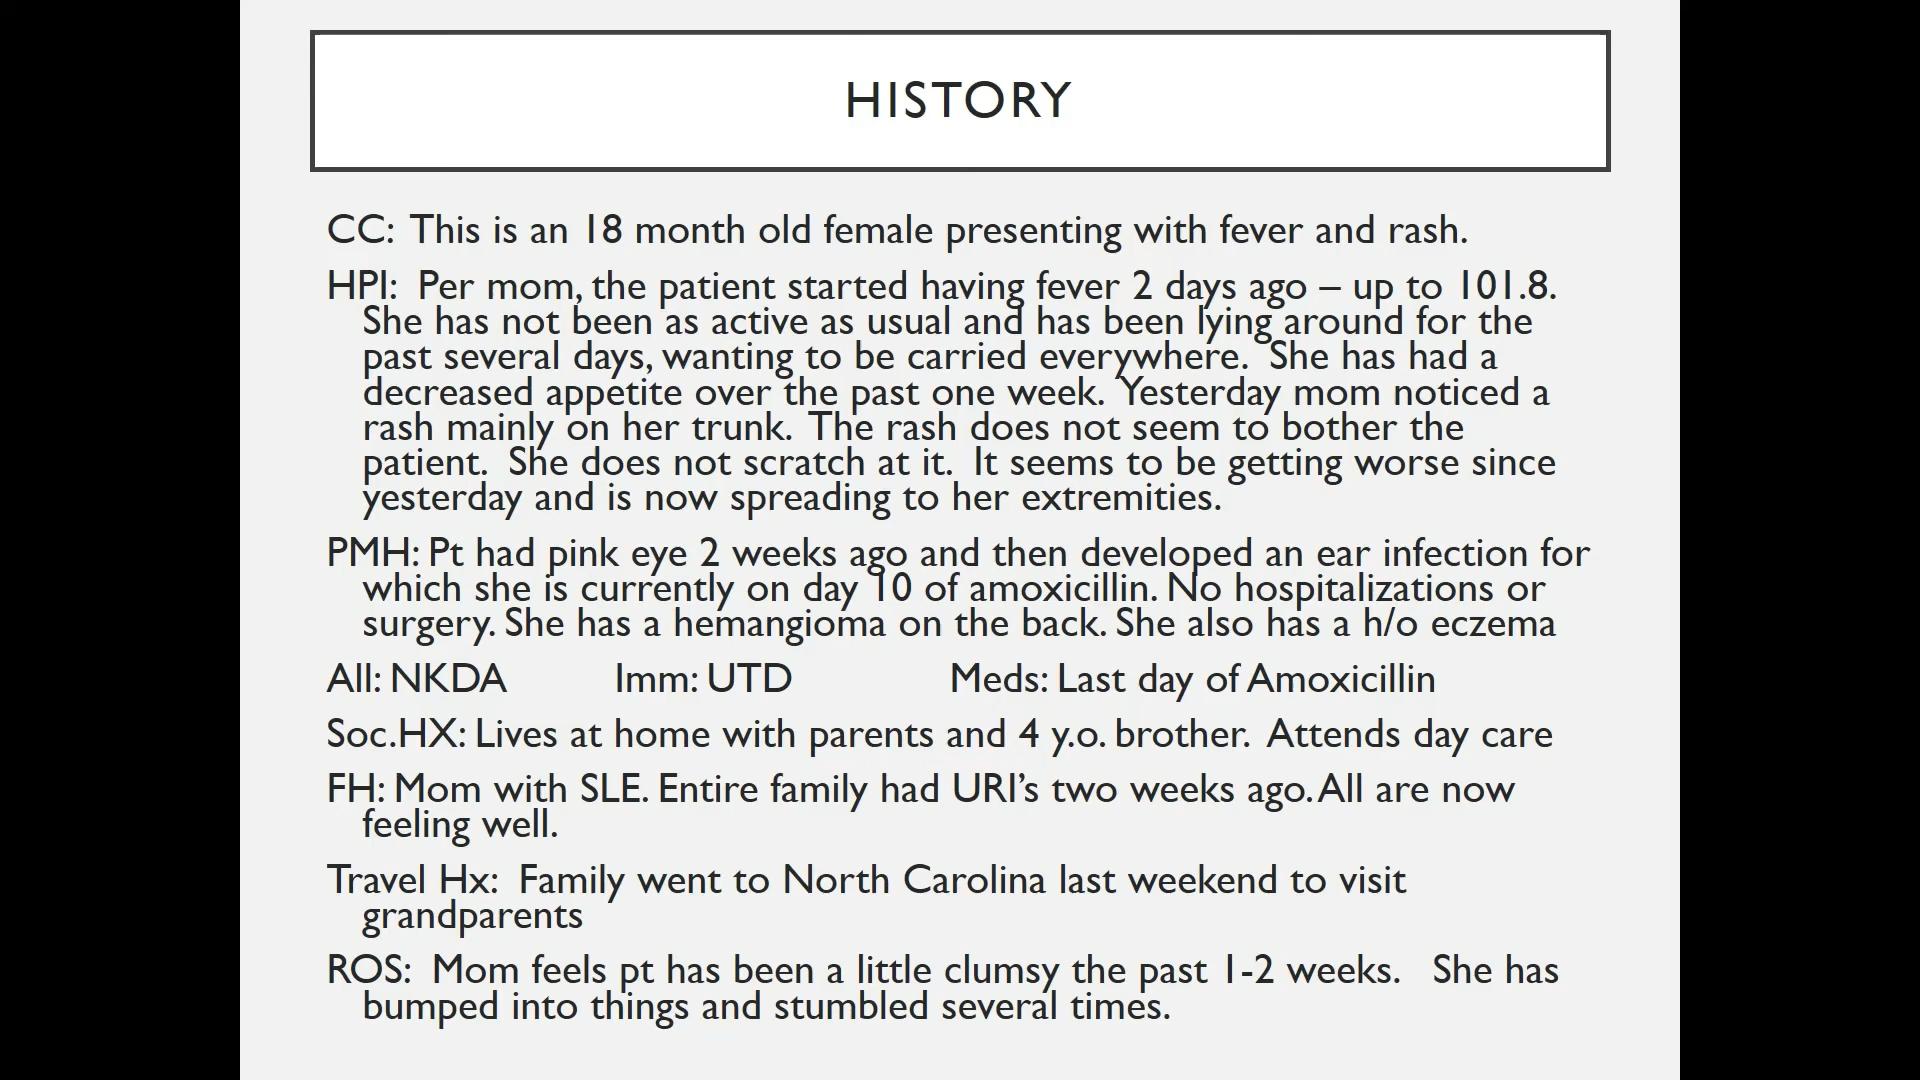 HISTORY
CC: This is an 18 month old female presenting with fever and rash.
HPI: Per mom, the patient started having fever 2 days ago – up to 101.8.
She has not been as active as usual and has been lying around for the
past several days, wanting to be carried everywhere. She has had a
decreased appetite over the past one week. Yesterday mom noticed a
rash mainly on her trunk. The rash does not seem to bother the
patient. She does not scratch at it. It seems to be getting worse since
yesterday and is now spreading to her extremities.
PMH: Pt had pink eye 2 weeks ago and then developed an ear infection for
which she is currently on day 10 of amoxicillin. No hospitalizations or
surgery. She has a hemangioma on the back. She also has a h/o eczema
All: NKDA Imm: UTD Meds: Last day of Amoxicillin
Soc.HX: Lives at home with parents and 4 y.o. brother. Attends day care
FH: Mom with SLE. Entire family had URI’s two weeks ago. All are now
feeling well.
Travel Hx: Family went to North Carolina last weekend to visit
grandparents
ROS: Mom feels pt has been a little clumsy the past 1-2 weeks. She has
bumped into things and stumbled several times.